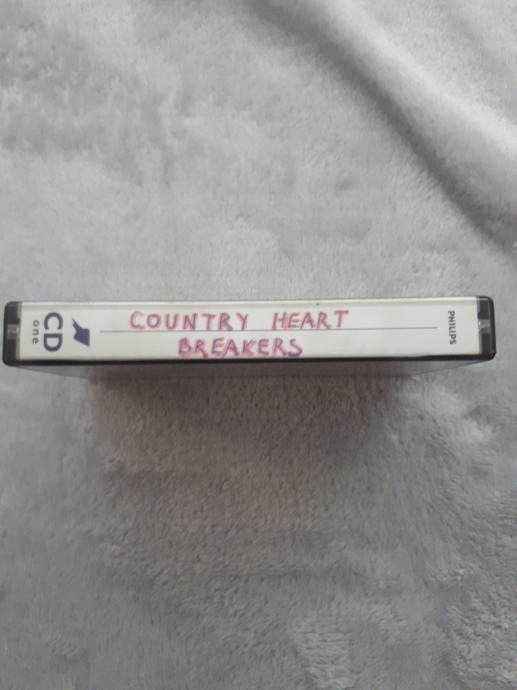 CD
one
COUNTRY HEART
BREAKERS
PHILIPS